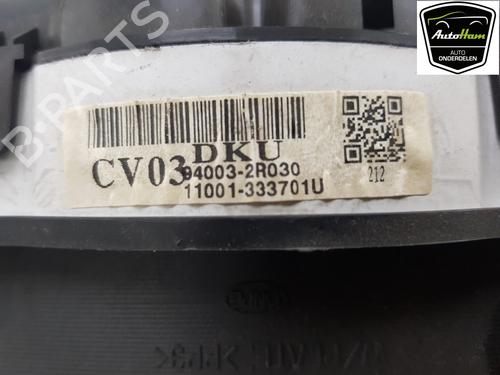 AutoHam
AUTO
ONDERDELEN
B-PARTS
DKU
CV03
94003-2R030
11001-333701U
212